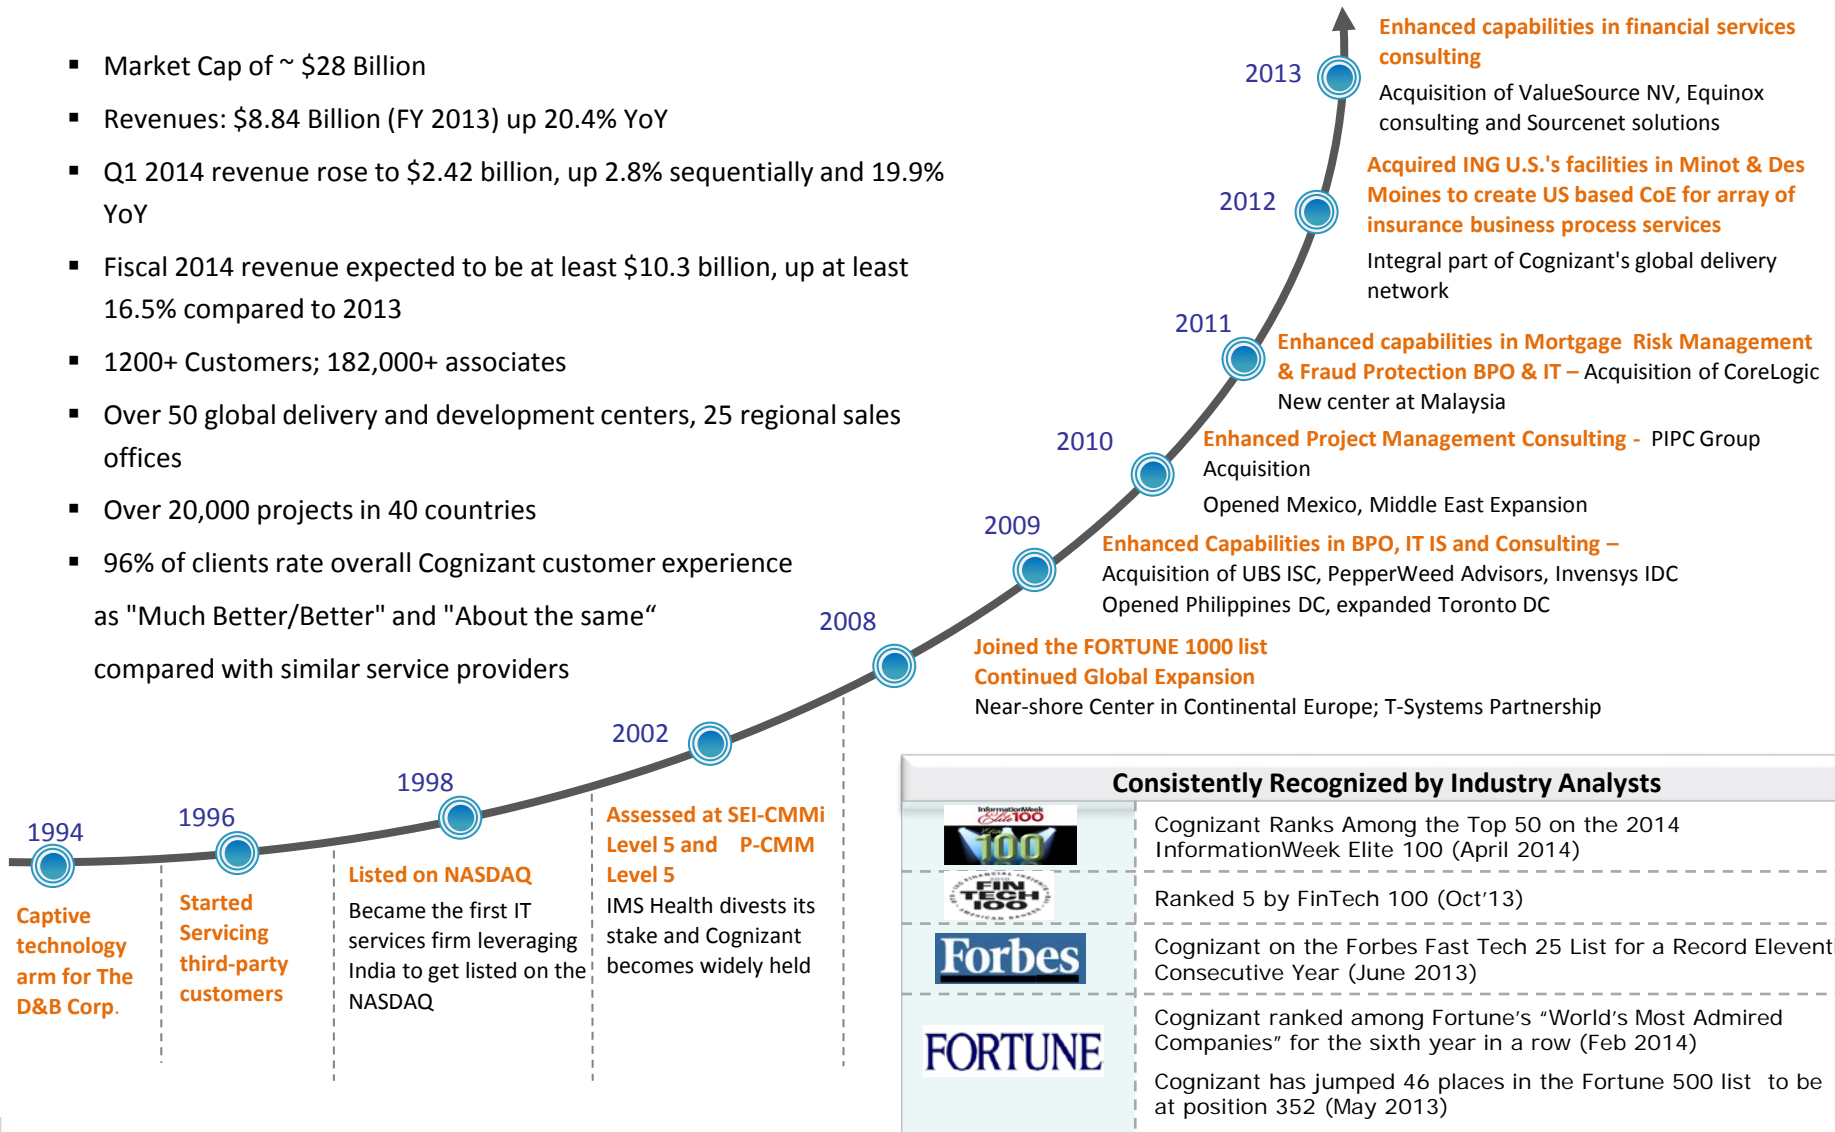 ▪ Market Cap of ~ $28 Billion
▪ Revenues: $8.84 Billion (FY 2013) up 20.4% YoY
▪ Q1 2014 revenue rose to $2.42 billion, up 2.8% sequentially and 19.9%
YoY
▪ Fiscal 2014 revenue expected to be at least $10.3 billion, up at least
16.5% compared to 2013
▪ 1200+ Customers; 182,000+ associates
▪ Over 50 global delivery and development centers, 25 regional sales
offices
▪ Over 20,000 projects in 40 countries
▪ 96% of clients rate overall Cognizant customer experience
as "Much Better/Better" and "About the same“
compared with similar service providers
1994
Captive
technology
arm for The
D&B Corp.
1996
Started
Servicing
third-party
customers
1998
Listed on NASDAQ
Became the first IT
services firm leveraging
India to get listed on the
NASDAQ
2002
Assessed at SEI-CMMi
Level 5 and P-CMM
Level 5
IMS Health divests its
stake and Cognizant
becomes widely held
2008
Joined the FORTUNE 1000 list
Continued Global Expansion
Near-shore Center in Continental Europe; T-Systems Partnership
2009
Enhanced Capabilities in BPO, IT IS and Consulting –
Acquisition of UBS ISC, PepperWeed Advisors, Invensys IDC
Opened Philippines DC, expanded Toronto DC
2010
Enhanced Project Management Consulting - PIPC Group
Acquisition
Opened Mexico, Middle East Expansion
2011
Enhanced capabilities in Mortgage Risk Management
& Fraud Protection BPO & IT – Acquisition of CoreLogic
New center at Malaysia
2012
Acquired ING U.S.'s facilities in Minot & Des
Moines to create US based CoE for array of
insurance business process services
Integral part of Cognizant's global delivery
network
2013
Enhanced capabilities in financial services
consulting
Acquisition of ValueSource NV, Equinox
consulting and Sourcenet solutions
Consistently Recognized by Industry Analysts
InformationWeek
Elite100
100
Cognizant Ranks Among the Top 50 on the 2014
InformationWeek Elite 100 (April 2014)
FIN
TECH
100
Ranked 5 by FinTech 100 (Oct’13)
Forbes
Cognizant on the Forbes Fast Tech 25 List for a Record Eleventh
Consecutive Year (June 2013)
FORTUNE
Cognizant ranked among Fortune’s “World’s Most Admired
Companies” for the sixth year in a row (Feb 2014)
Cognizant has jumped 46 places in the Fortune 500 list to be
at position 352 (May 2013)